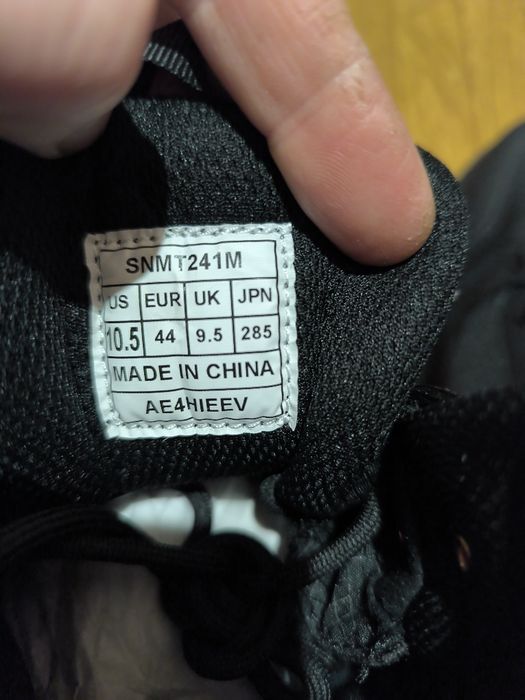 SNMT241M
US EUR UK JPN
10.5 44 9.5 285
MADE IN CHINA
AE4HIEEV